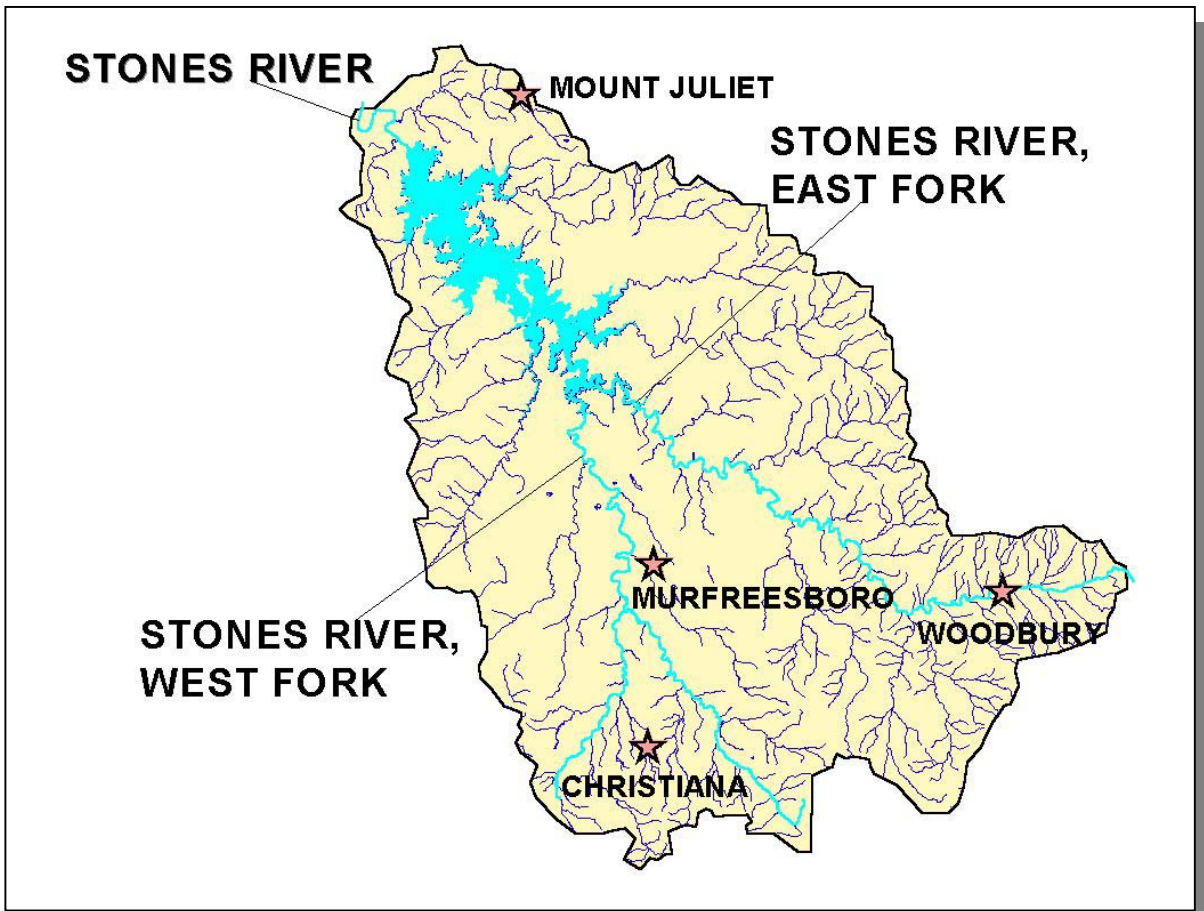 STONES RIVER
MOUNT JULIET
STONES RIVER,
EAST FORK
MURFREESBORO
WOODBURY
STONES RIVER,
WEST FORK
CHRISTIANA